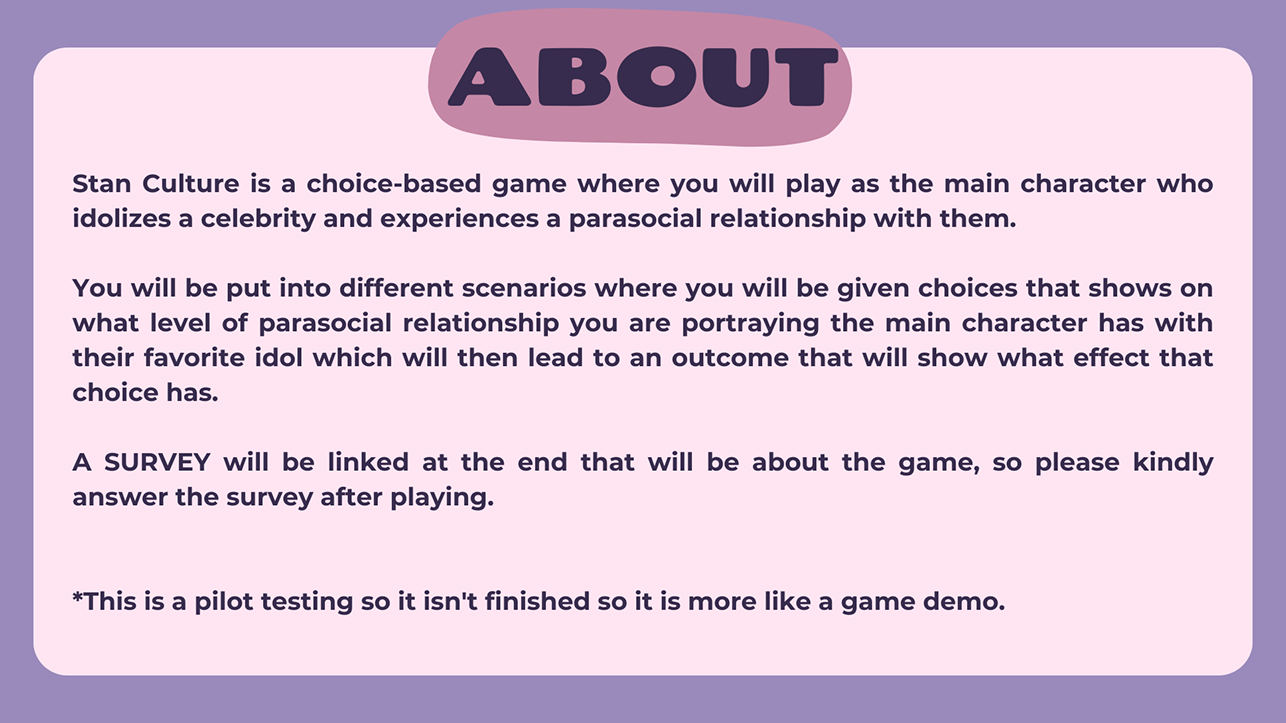 ABOUT
Stan Culture is a choice-based game where you will play as the main character who
idolizes a celebrity and experiences a parasocial relationship with them.
You will be put into different scenarios where you will be given choices that shows on
what level of parasocial relationship you are portraying the main character has with
their favorite idol which will then lead to an outcome that will show what effect that
choice has.
A SURVEY will be linked at the end that will be about the game, so please kindly
answer the survey after playing.
*This is a pilot testing so it isn't finished so it is more like a game demo.